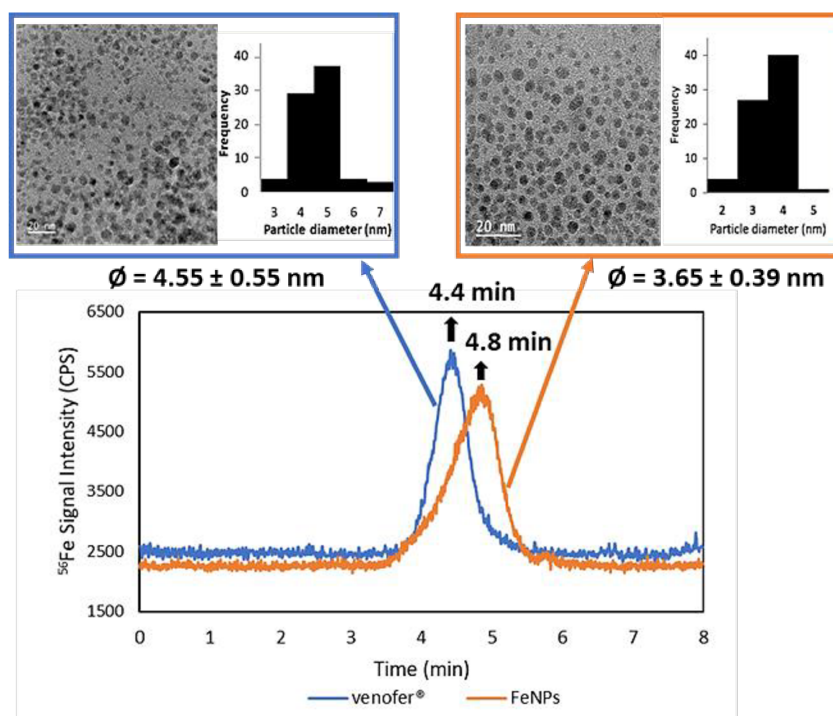 20 nm
Frequency
40
30
20
10
0
3 4 5 6 7
Particle diameter (nm)
20 nm
Frequency
40
30
20
10
0
2 3 4 5
Particle diameter (nm)
Ø = 4.55 ± 0.55 nm
Ø = 3.65 ± 0.39 nm
4.4 min
4.8 min
56Fe Signal Intensity (CPS)
6500
5500
4500
3500
2500
1500
0 1 2 3 4 5 6 7 8
Time (min)
venofer® FeNPs